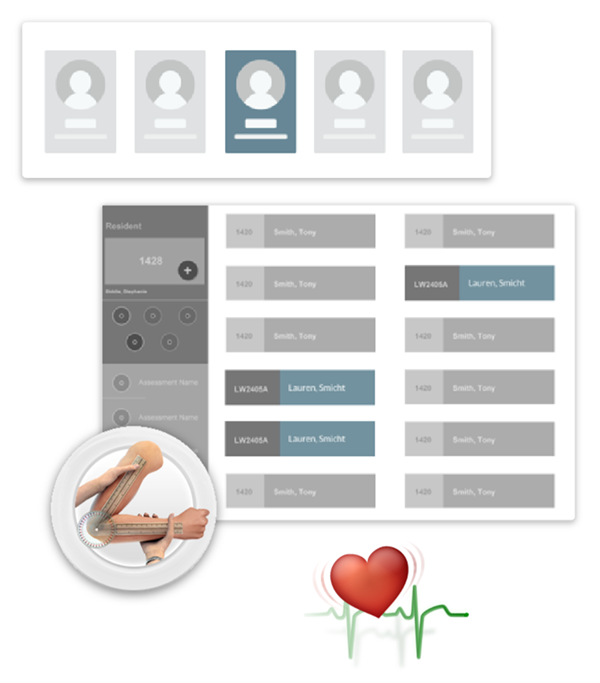 Resident
1428
+
Biddle, Stephanie
Assessment Name
Assessment Name
1420 Smith, Tony
1420 Smith, Tony
1420 Smith, Tony
LW2405A Lauren, Smicht
1420 Smith, Tony
1420 Smith, Tony
LW2405A Lauren, Smicht
1420 Smith, Tony
LW2405A Lauren, Smicht
1420 Smith, Tony
1420 Smith, Tony
1420 Smith, Tony